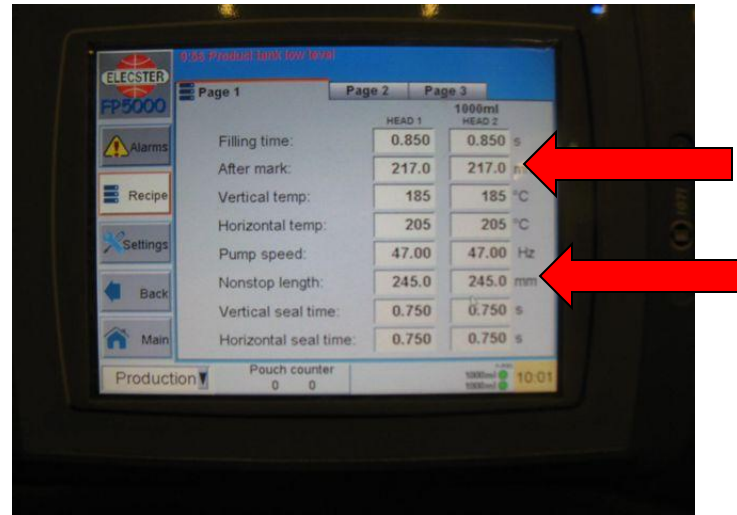 9:58 Product tank low level
ELECSTER
FP5000
Page 1 Page 2 Page 3
1000ml
HEAD 1 HEAD 2
Filling time: 0.850 0.850 s
Alarms
After mark: 217.0 217.0
Recipe
Vertical temp: 185 185 °C
Horizontal temp: 205 205 °C
Settings
Pump speed: 47.00 47.00 Hz
Nonstop length: 245.0 245.0 mm
Back
Vertical seal time: 0.750 0.750 s
Main
Horizontal seal time: 0.750 0.750 s
Production
Pouch counter
0 0
1000ml
1000ml
10:01